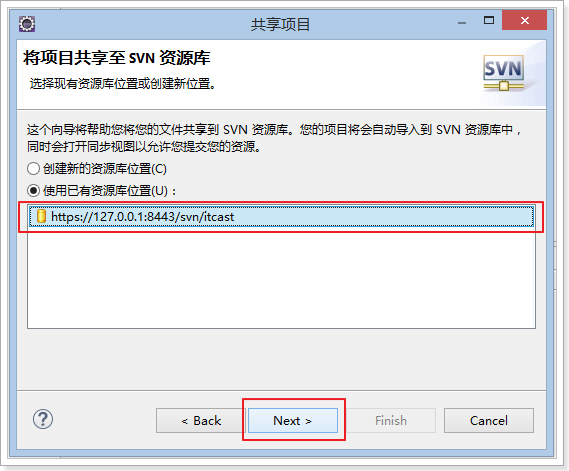 共享项目
将项目共享至 SVN 资源库
选择现有资源库位置或创建新位置。
SVN
这个向导将帮助您将您的文件共享到 SVN 资源库。您的项目将会自动导入到 SVN 资源库中，
同时会打开同步视图以允许您提交您的资源。
创建新的资源库位置(C)
使用已有资源库位置(U)：
https://127.0.0.1:8443/svn/itcast
?
< Back Next > Finish Cancel